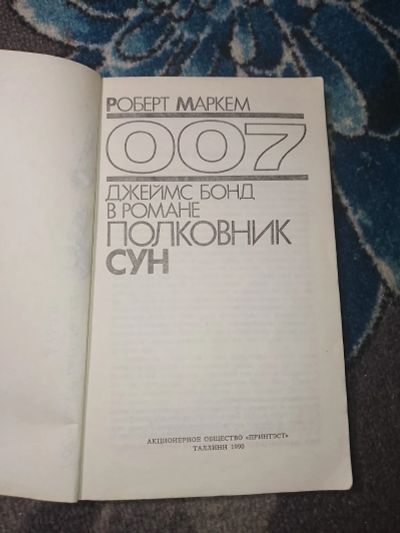 РОБЕРТ МАРКЕМ
007
ДЖЕЙМС БОНД
В РОМАНЕ
ПОЛКОВНИК
СУН
АКЦИОНЕРНОЕ ОБЩЕСТВО «ПРИНТЭСТ»
ТАЛЛИНН 1990